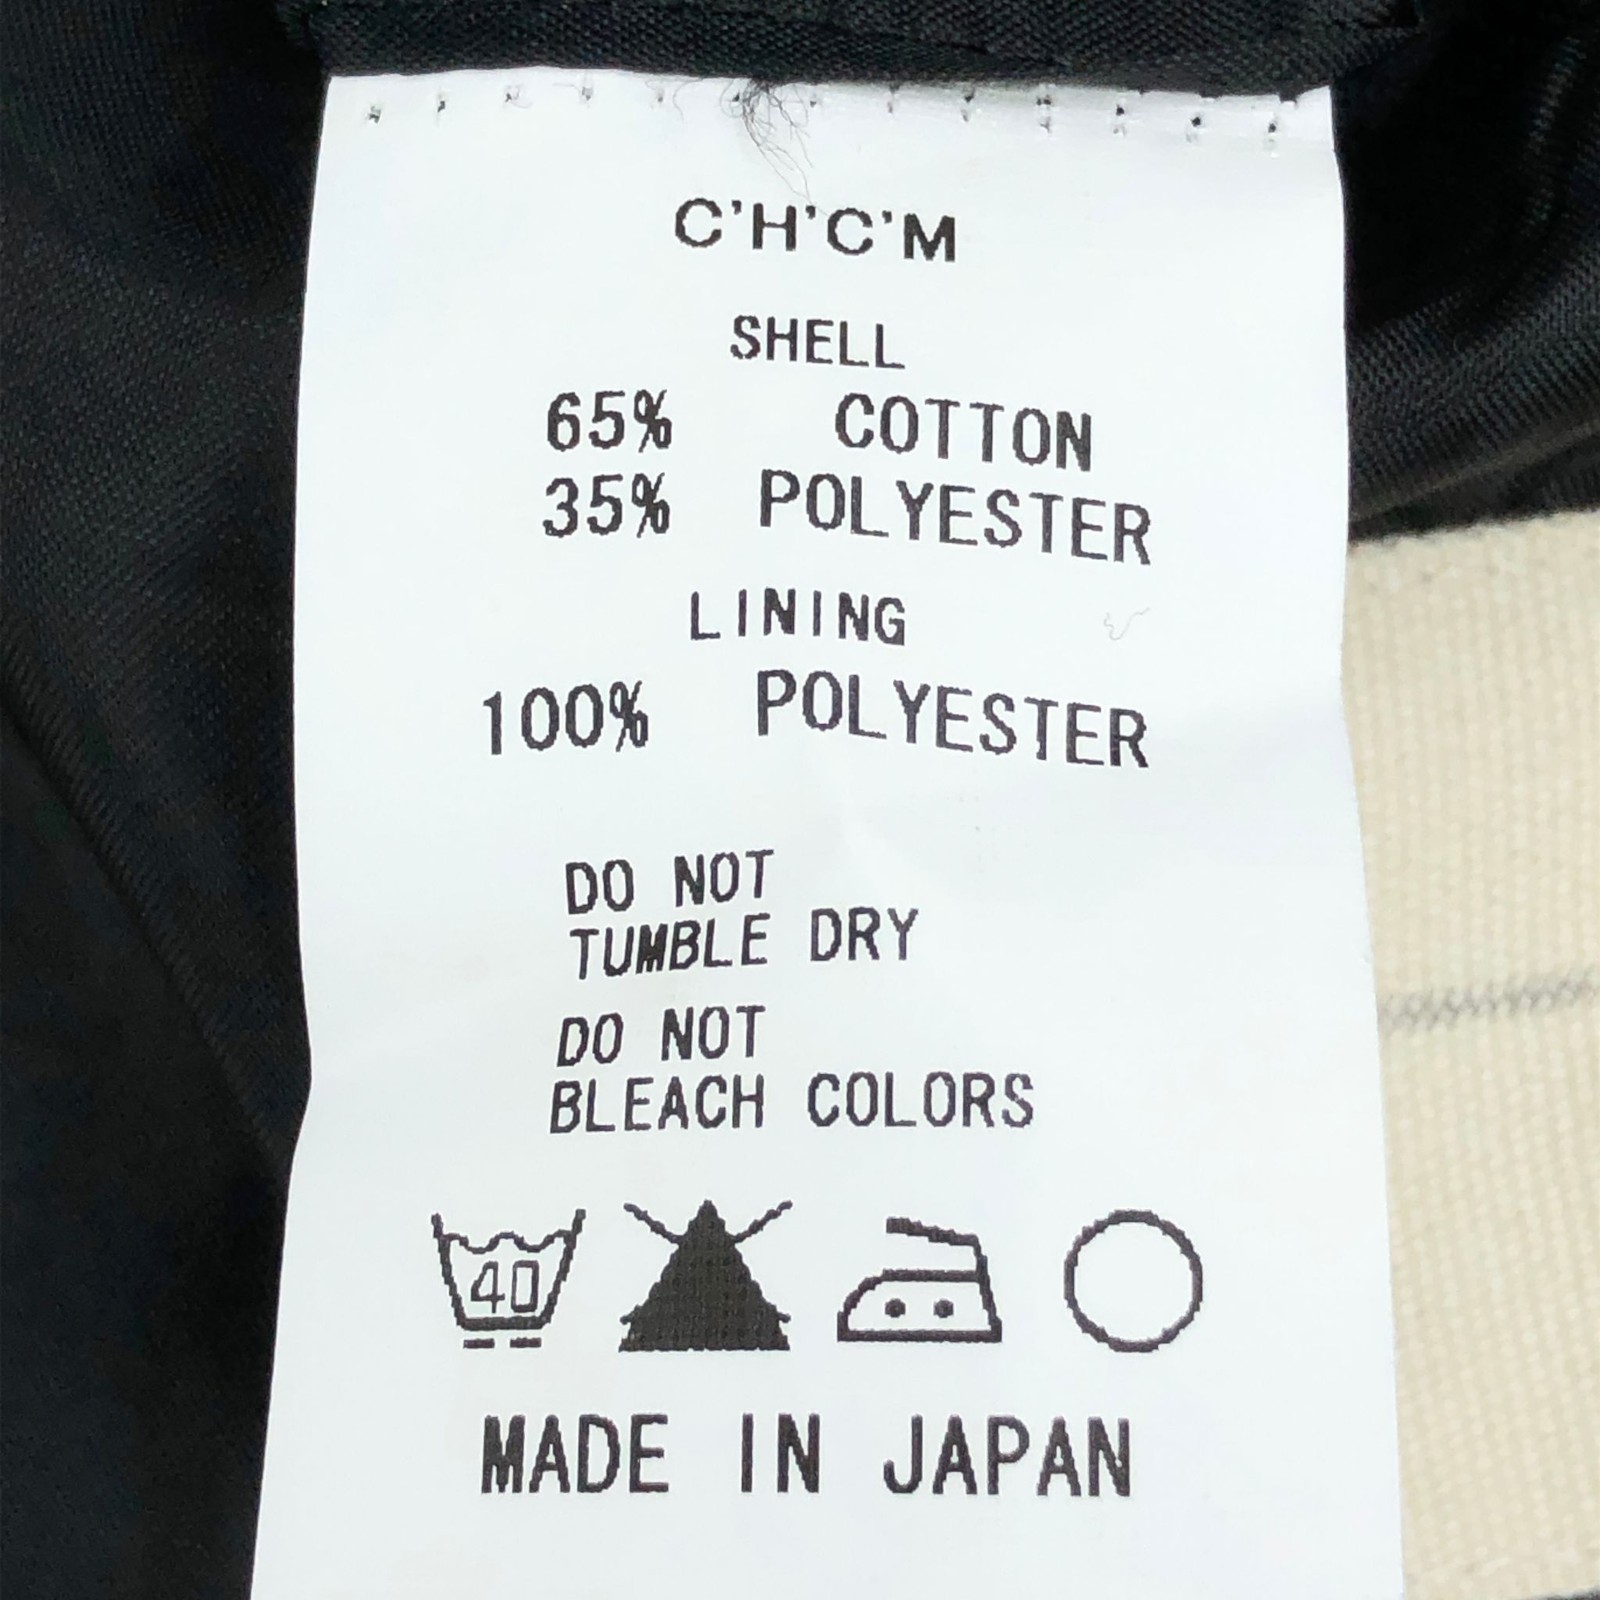 C'H'C'M
SHELL
65% COTTON
35% POLYESTER
LINING
100% POLYESTER
DO NOT
TUMBLE DRY
DO NOT
BLEACH COLORS
40
MADE IN JAPAN